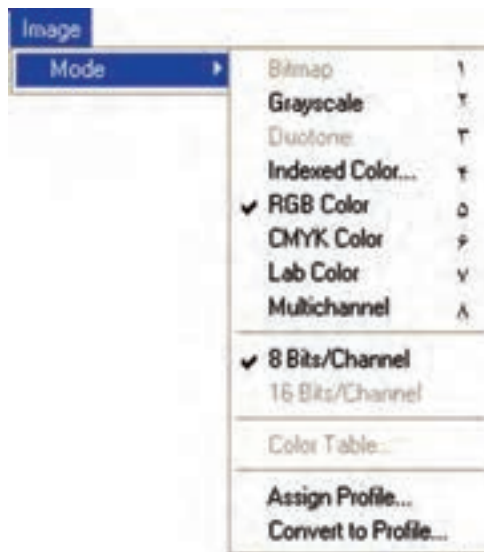 Image
Mode
Bitmap ۱
Grayscale ۲
Duotone ۳
Indexed Color... ۴
RGB Color ۵
CMYK Color ۶
Lab Color ۷
Multichannel ۸
8 Bits/Channel
16 Bits/Channel
Color Table...
Assign Profile...
Convert to Profile...